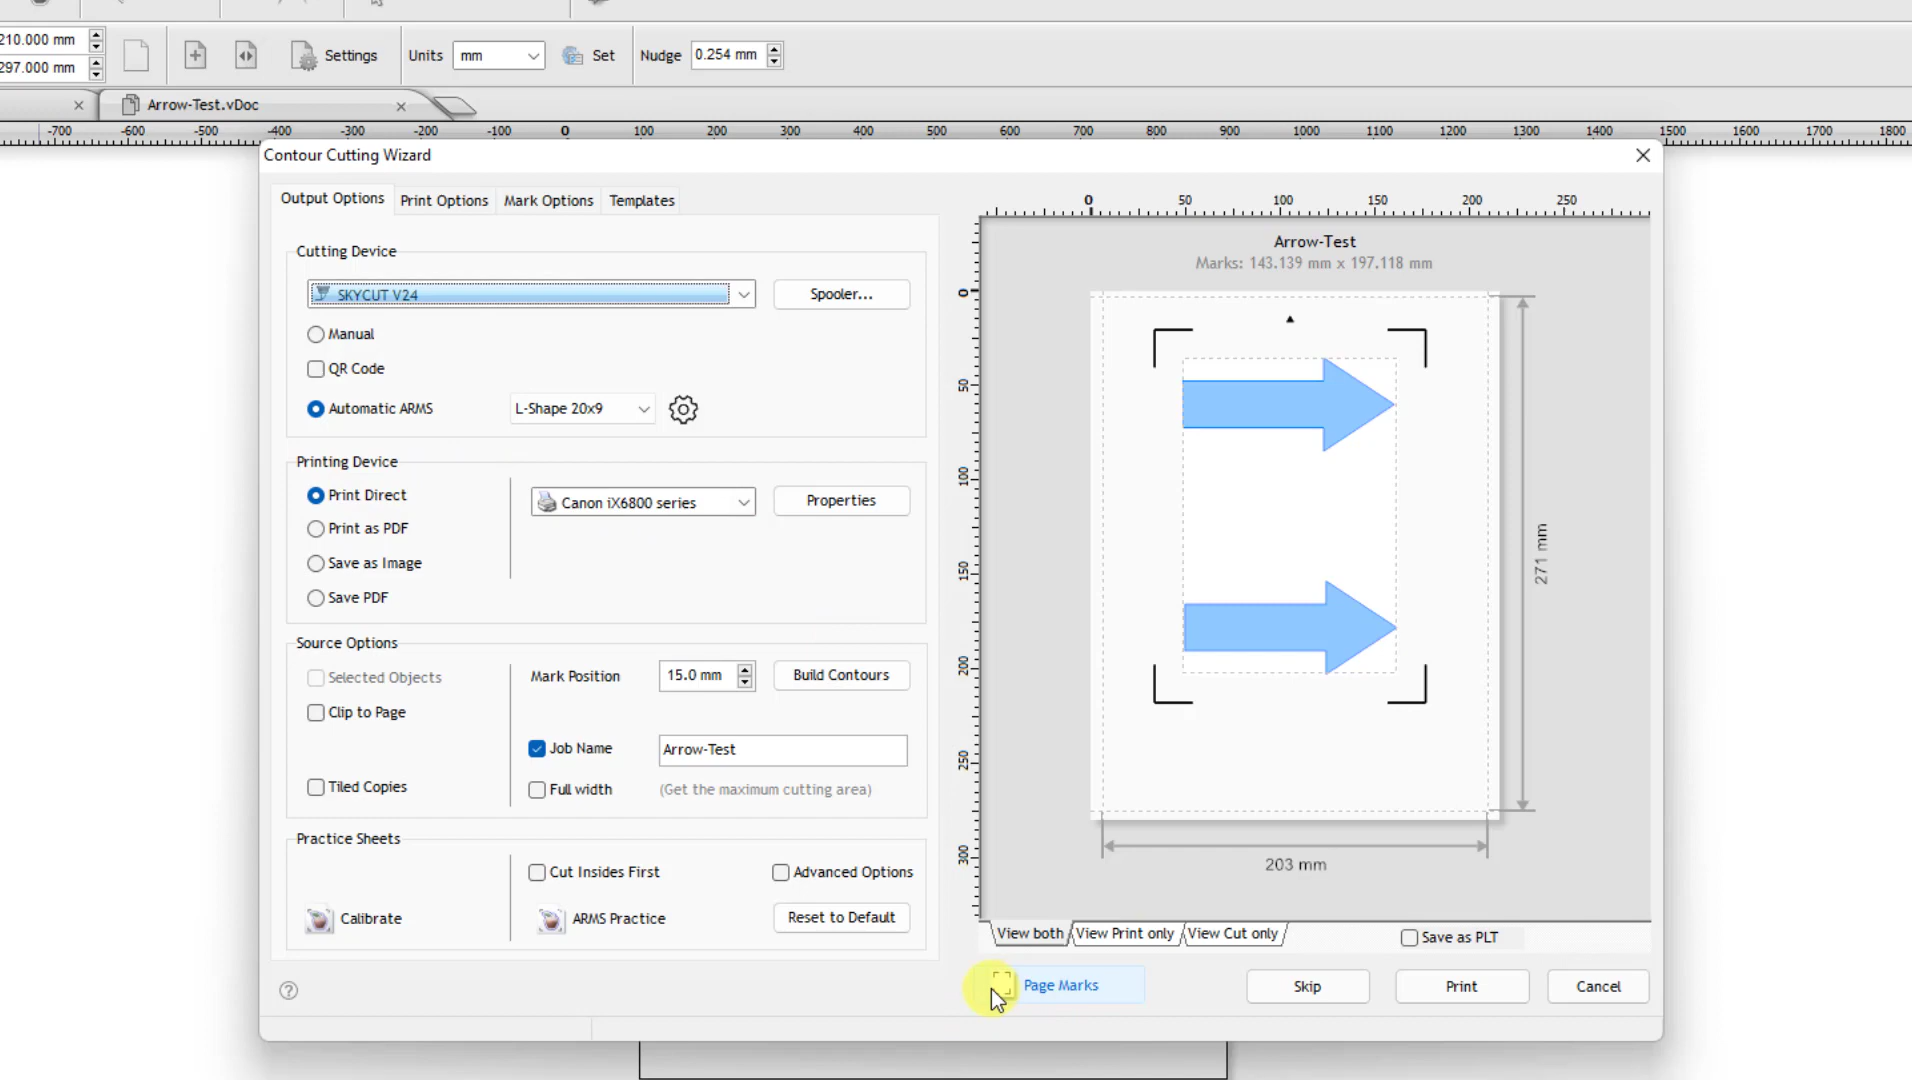 210.000 mm
297.000 mm
Settings
Units
mm
Set
Nudge
0.254 mm
Arrow-Test.vDoc
-700 -600 -500 -400 -300 -200 -100 0 100 200 300 400 500 600 700 800 900 1000 1100 1200 1300 1400 1500 1600 1700 1800
Contour Cutting Wizard
Output Options
Print Options
Mark Options
Templates
Cutting Device
SKYCUT V24
Spooler...
Manual
QR Code
Automatic ARMS
L-Shape 20x9
Printing Device
Print Direct
Canon iX6800 series
Properties
Print as PDF
Save as Image
Save PDF
Source Options
Selected Objects
Mark Position
15.0 mm
Build Contours
Clip to Page
Job Name
Arrow-Test
Tiled Copies
Full width
(Get the maximum cutting area)
Practice Sheets
Cut Insides First
Advanced Options
Calibrate
ARMS Practice
Reset to Default
0 50 100 150 200 250
Arrow-Test
Marks: 143.139 mm x 197.118 mm
0
50
100
150
200
250
300
271 mm
203 mm
View both
View Print only
View Cut only
Save as PLT
Page Marks
Skip
Print
Cancel